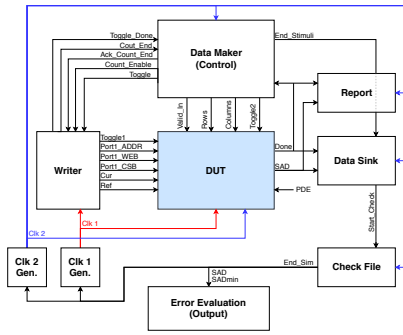 Toggle_Done
Cout_End
Ack_Count_End
Count_Enable
Toggle
Data Maker
(Control)
End_Stimuli
Report
Valid_In
Rows
Columns
Toggle2
Writer
Toggle1
Port1_ADDR
Port1_WEB
Port1_CSB
Cur
Ref
DUT
Done
SAD
PDE
Data Sink
Clk 1
Clk 2
Start_Check
Clk 2
Gen.
Clk 1
Gen.
End_Sim
Check File
SAD
SADmin
Error Evaluation
(Output)